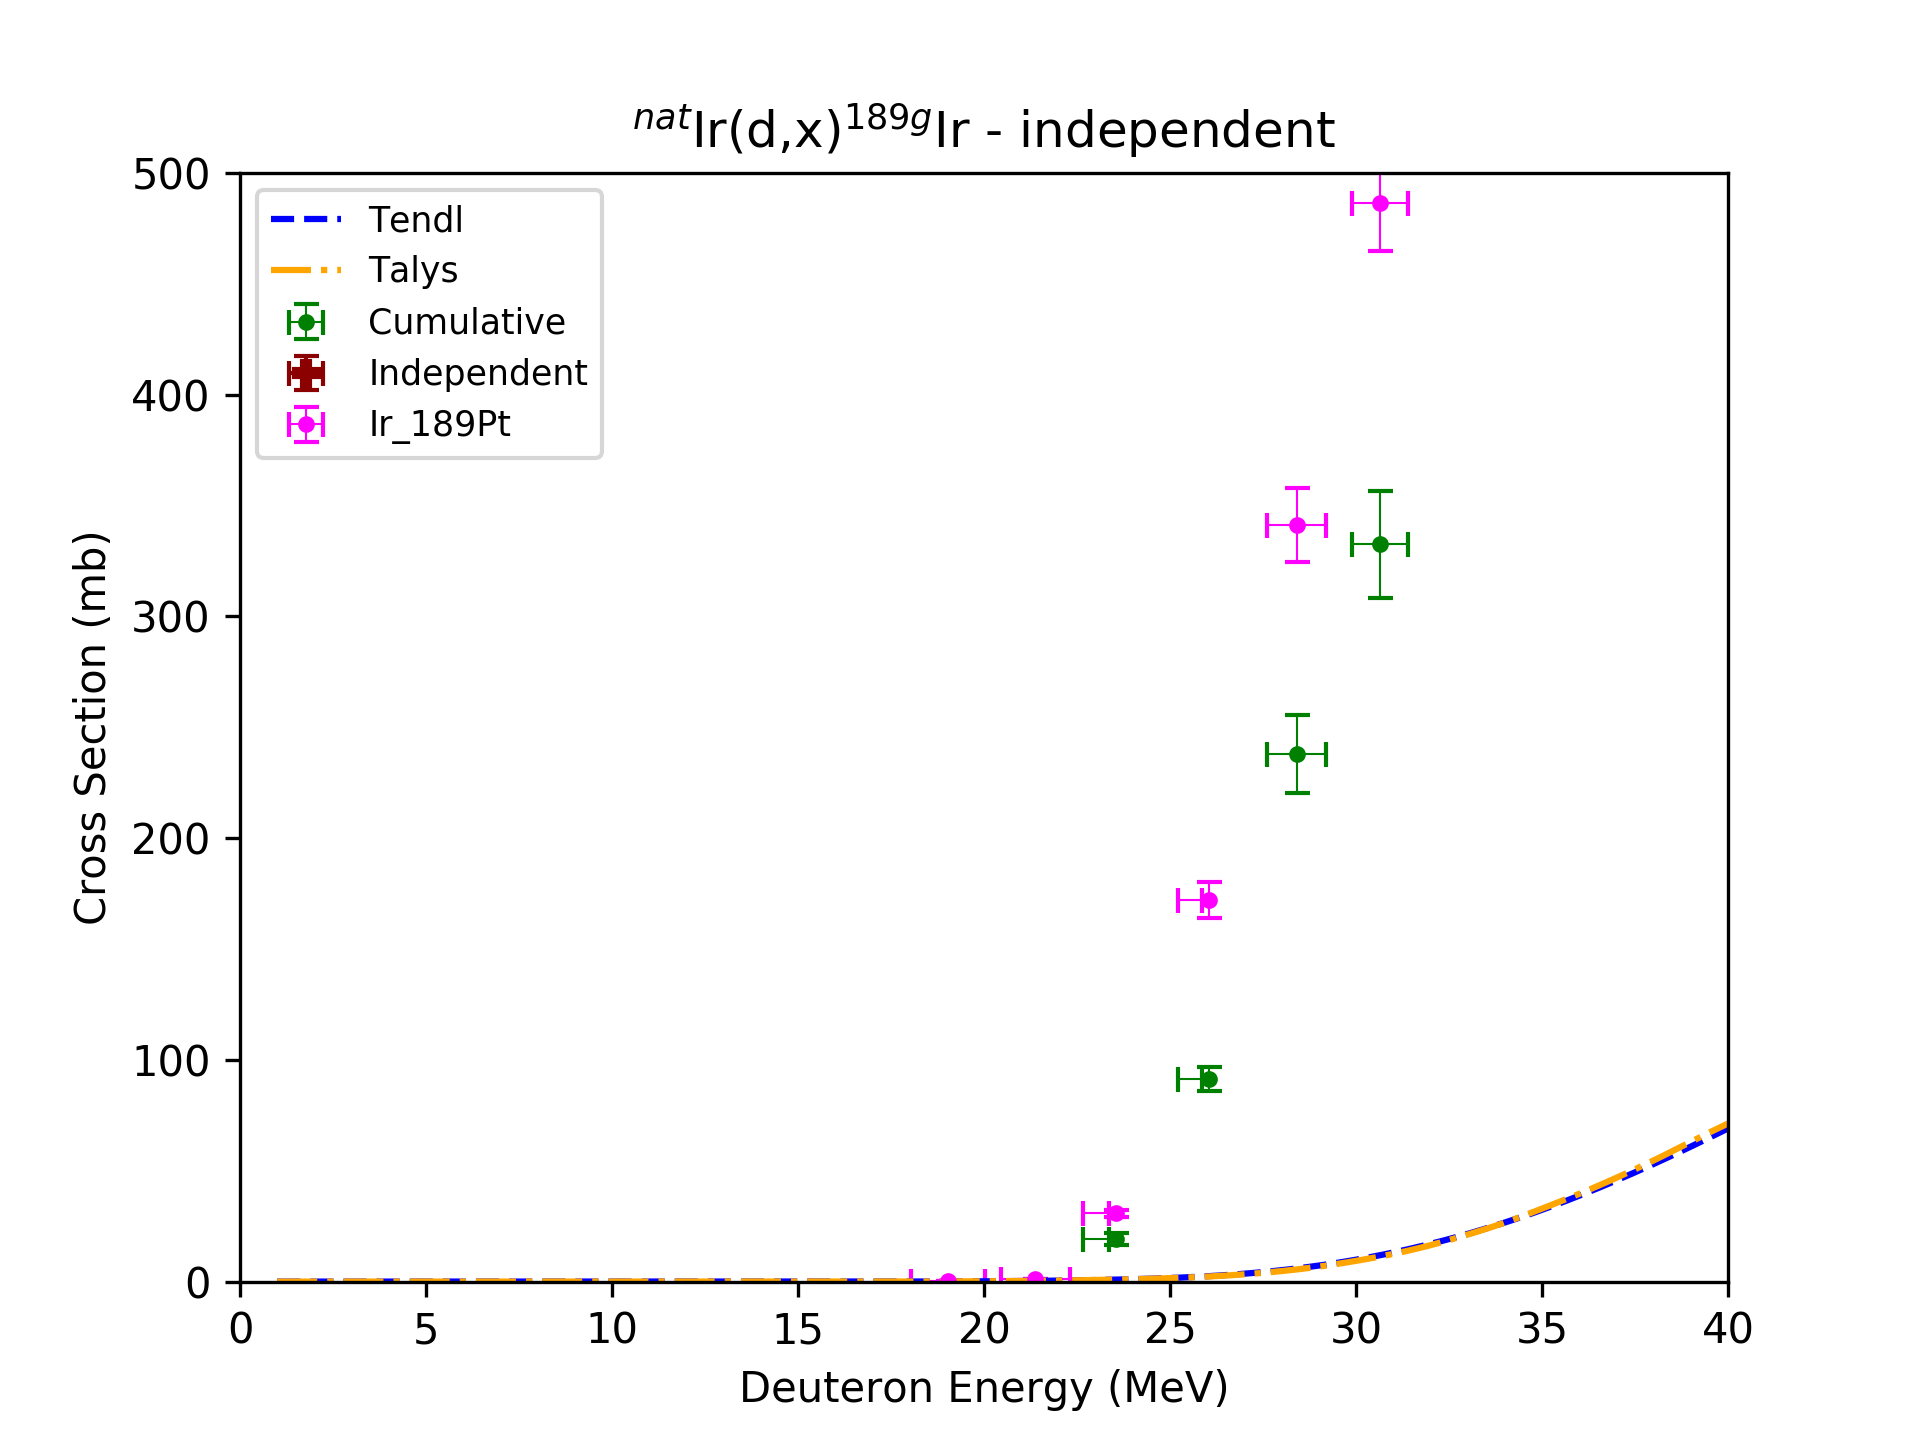 natIr(d,x)189gIr - independent
Tendl
Talys
Cumulative
Independent
Ir_189Pt
Cross Section (mb)
500
400
300
200
100
0
0 5 10 15 20 25 30 35 40
Deuteron Energy (MeV)